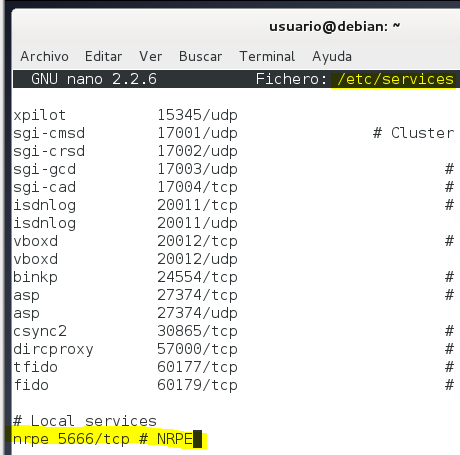 usuario@debian: ~
Archivo Editar Ver Buscar Terminal Ayuda
GNU nano 2.2.6 Fichero: /etc/services
xpilot 15345/udp
sgi-cmsd 17001/udp # Cluster
sgi-crsd 17002/udp
sgi-gcd 17003/udp #
sgi-cad 17004/tcp #
isdnlog 20011/tcp #
isdnlog 20011/udp
vboxd 20012/tcp #
vboxd 20012/udp
binkp 24554/tcp #
asp 27374/tcp #
asp 27374/udp
csync2 30865/tcp #
dircproxy 57000/tcp #
tfido 60177/tcp #
fido 60179/tcp #
# Local services
nrpe 5666/tcp # NRPE